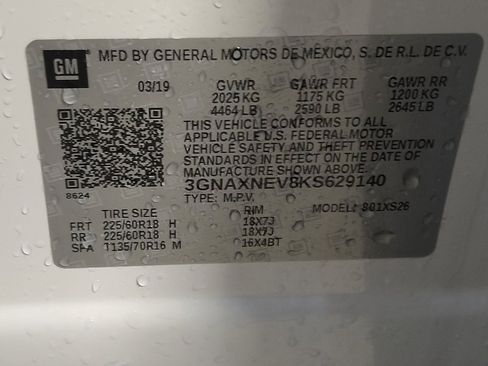 GM
MFD BY GENERAL MOTORS DE MEXICO, S. DE R.L. DE C.V.
03/19 GVWR GAWR FRT GAWR RR
2025 KG 1175 KG 1200 KG
4464 LB 2590 LB 2645 LB
THIS VEHICLE CONFORMS TO ALL
APPLICABLE U.S. FEDERAL MOTOR
VEHICLE SAFETY AND THEFT PREVENTION
STANDARDS IN EFFECT ON THE DATE OF
MANUFACTURE SHOWN ABOVE.
3GNAXNEV8KS629140
8624
TYPE: M.P.V. MODEL: 801XS26
TIRE SIZE RIM
FRT 225/60R18 H 18X7J
RR 225/60R18 H 18X7J
SPA T135/70R16 M 16X4BT